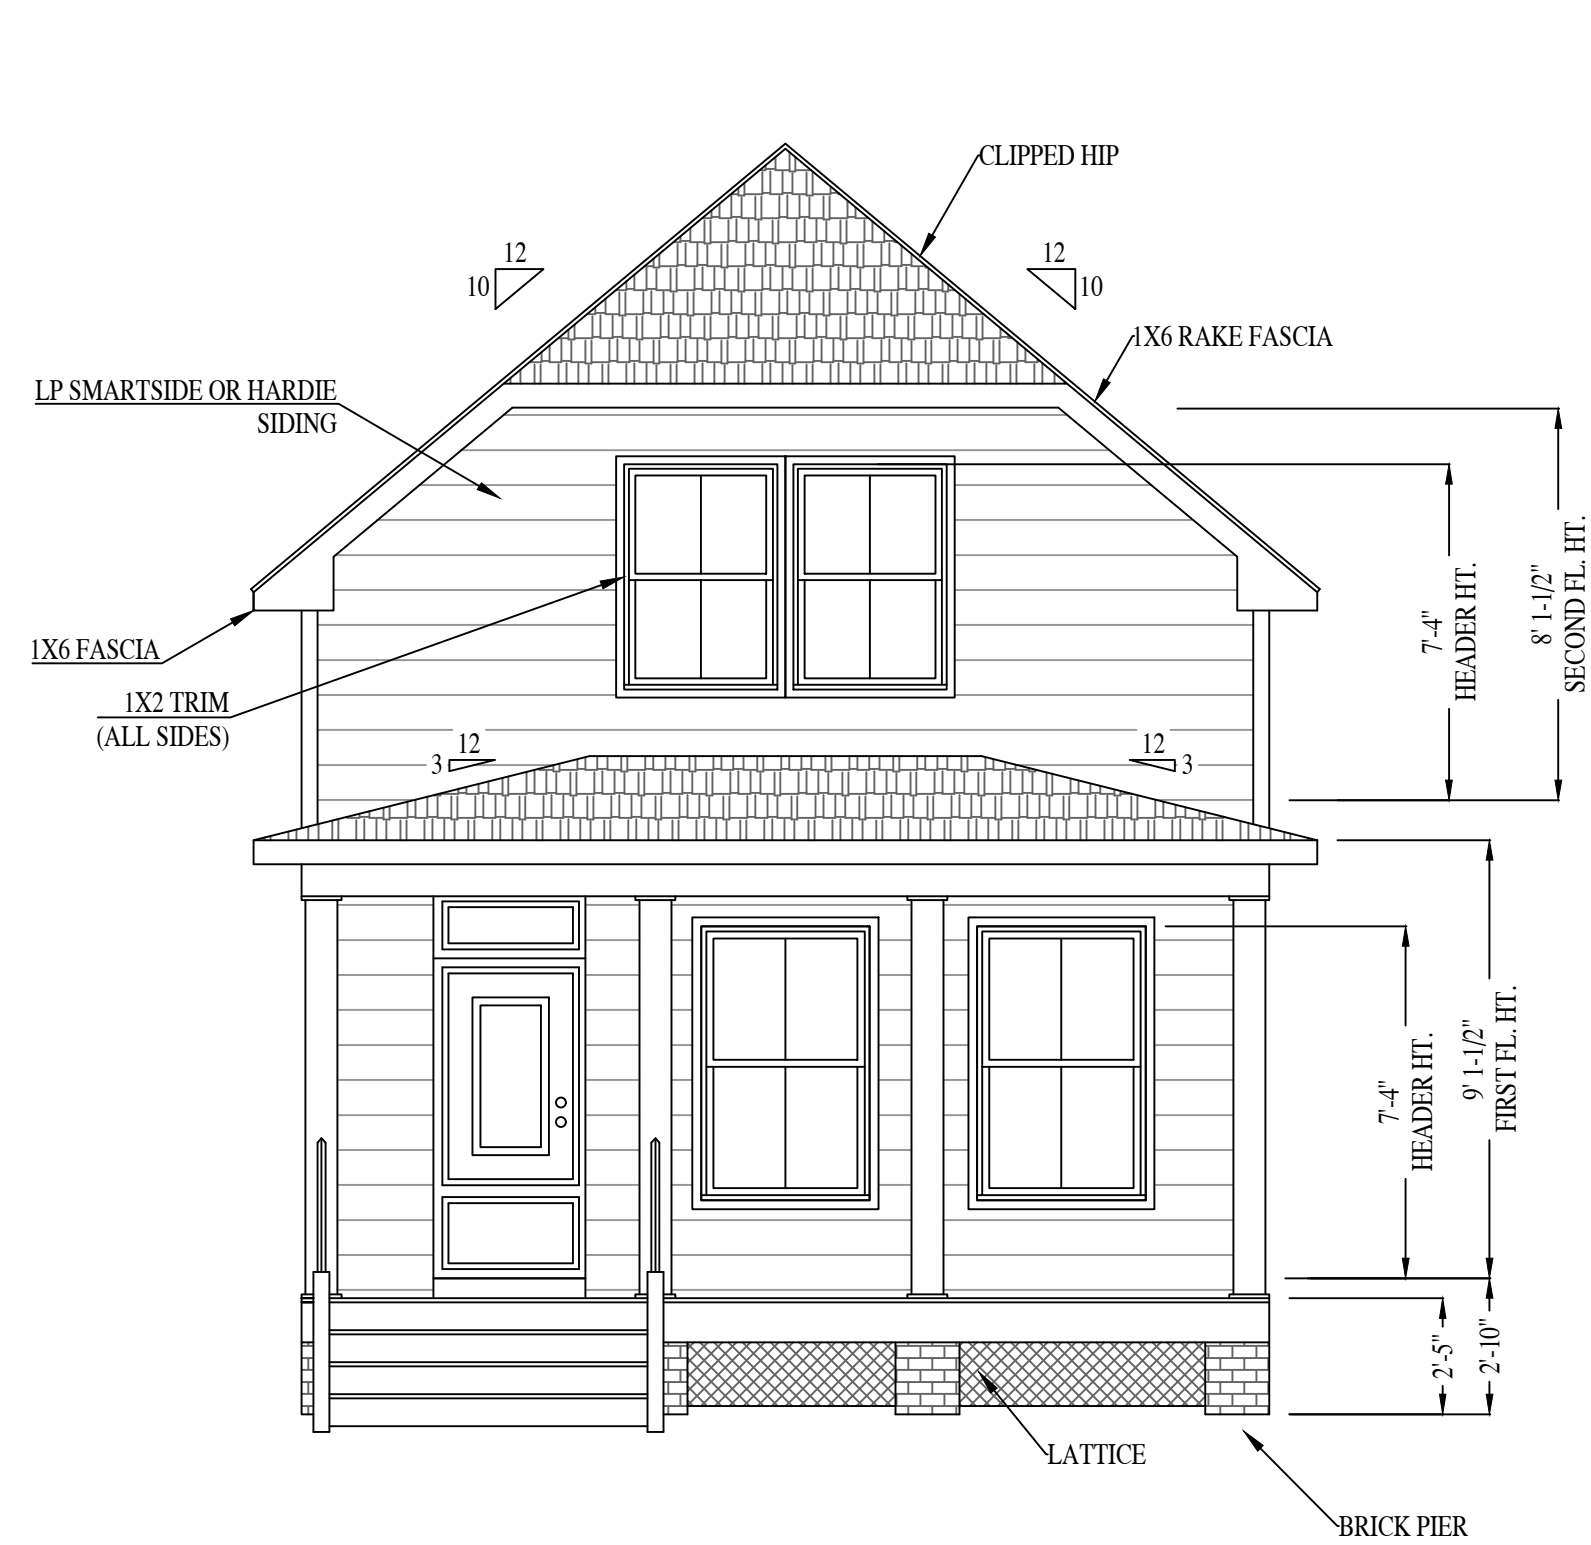 CLIPPED HIP
12
10
12
10
1X6 RAKE FASCIA
LP SMARTSIDE OR HARDIE
SIDING
1X6 FASCIA
1X2 TRIM
(ALL SIDES)
7'-4"
HEADER HT.
8' 1-1/2"
SECOND FL. HT.
12
3
12
3
7'-4"
HEADER HT.
9' 1-1/2"
FIRST FL. HT.
2'-5"
2'-10"
LATTICE
BRICK PIER